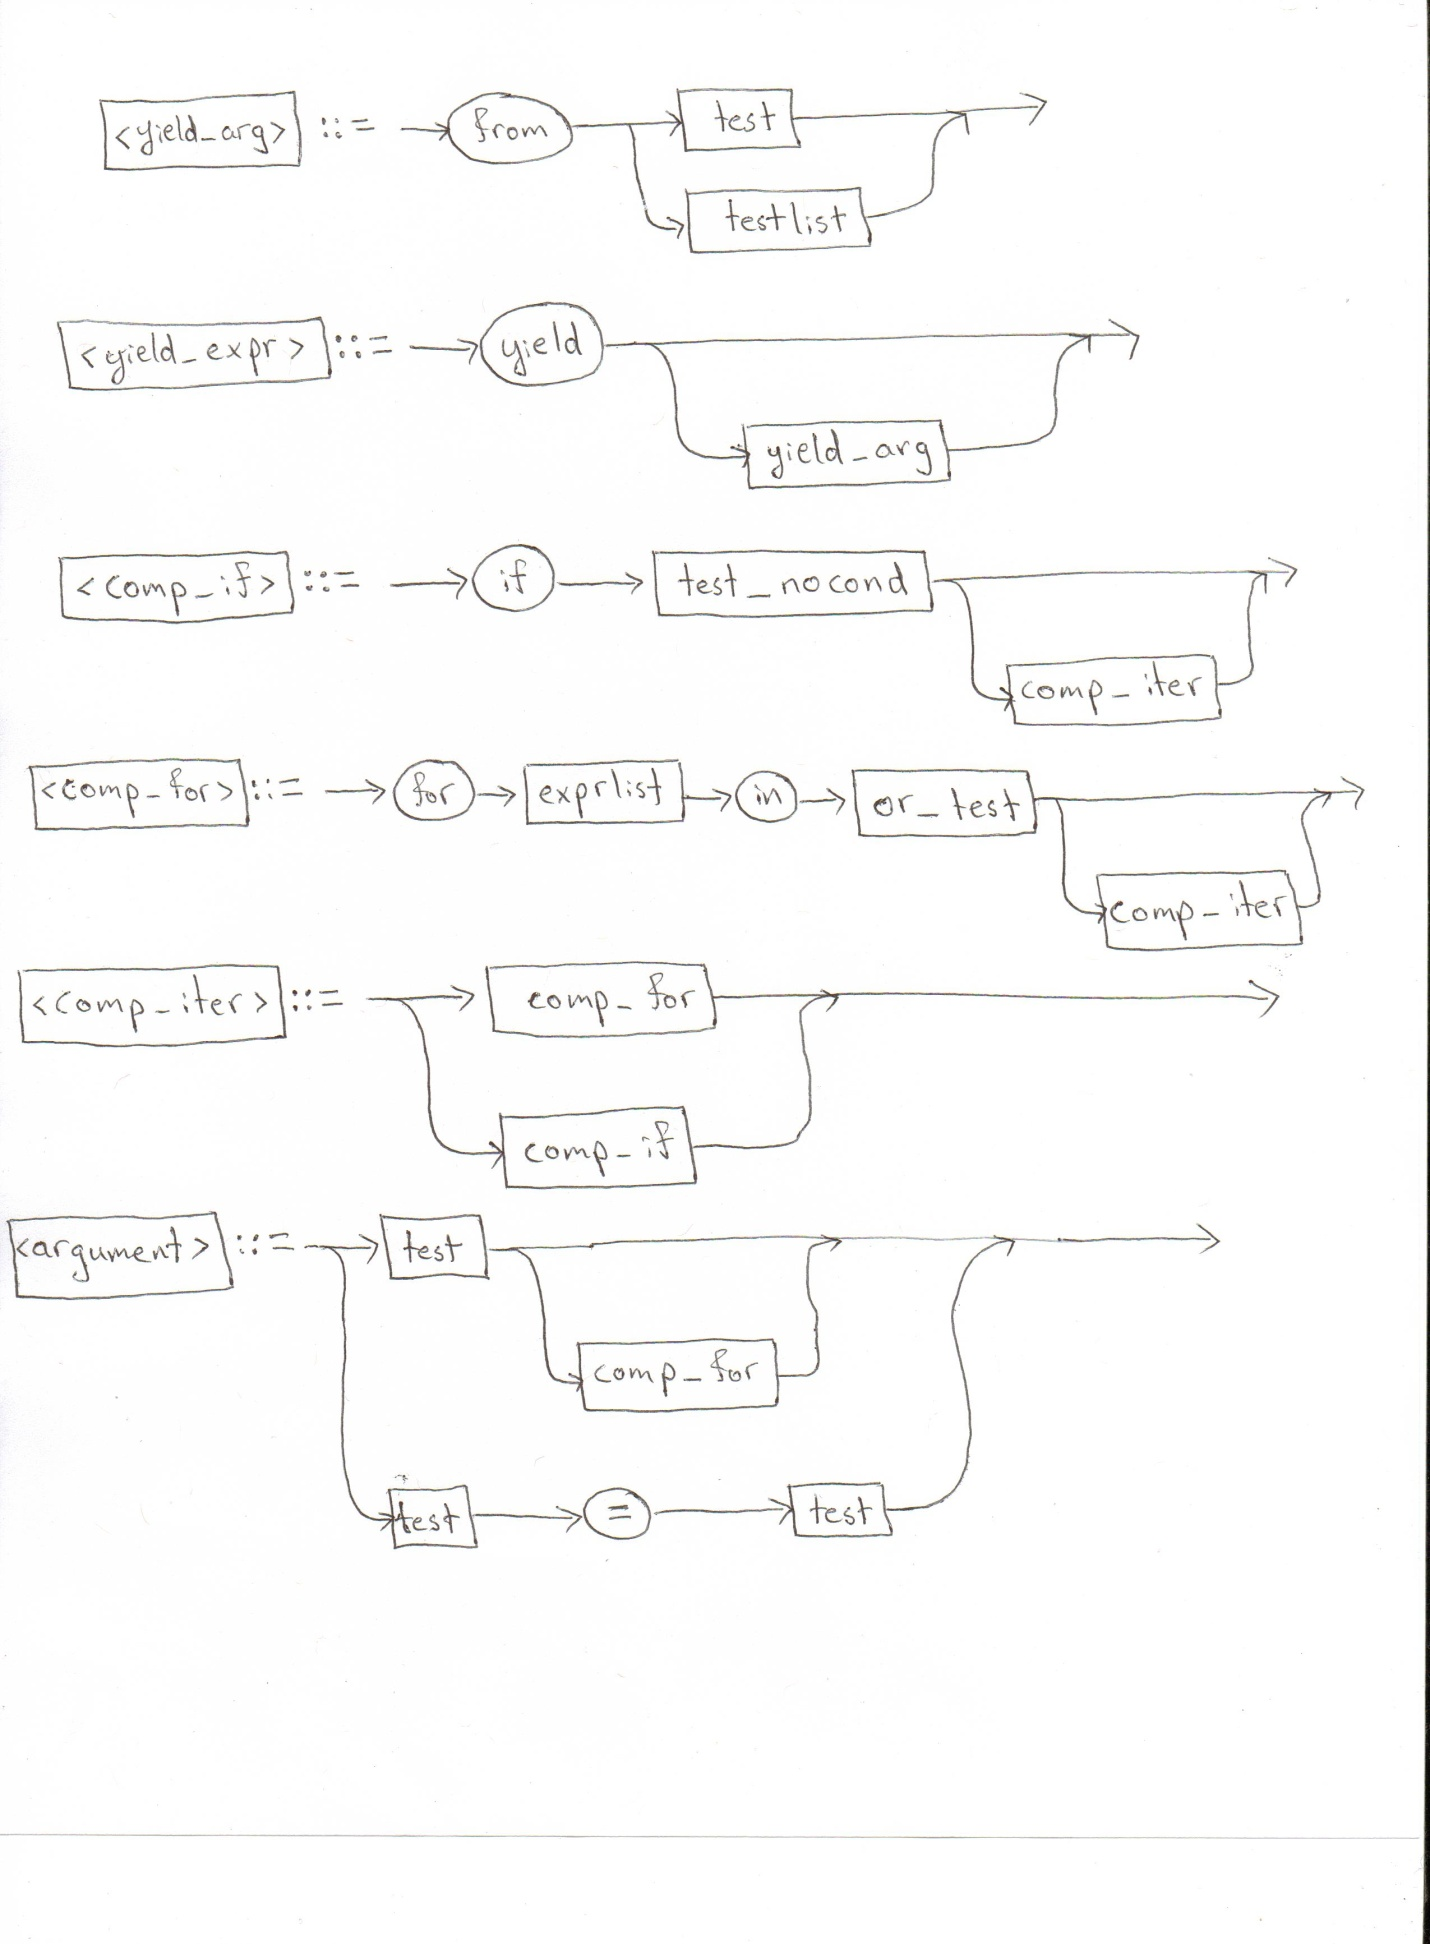 <yield_arg> ::= from test
testlist
<yield_expr> ::= yield
yield_arg
<comp_if> ::= if test_nocond
comp_iter
<comp_for> ::= for exprlist in or_test
comp_iter
<comp_iter> ::= comp_for
comp_if
<argument> ::= test
comp_for
test = test